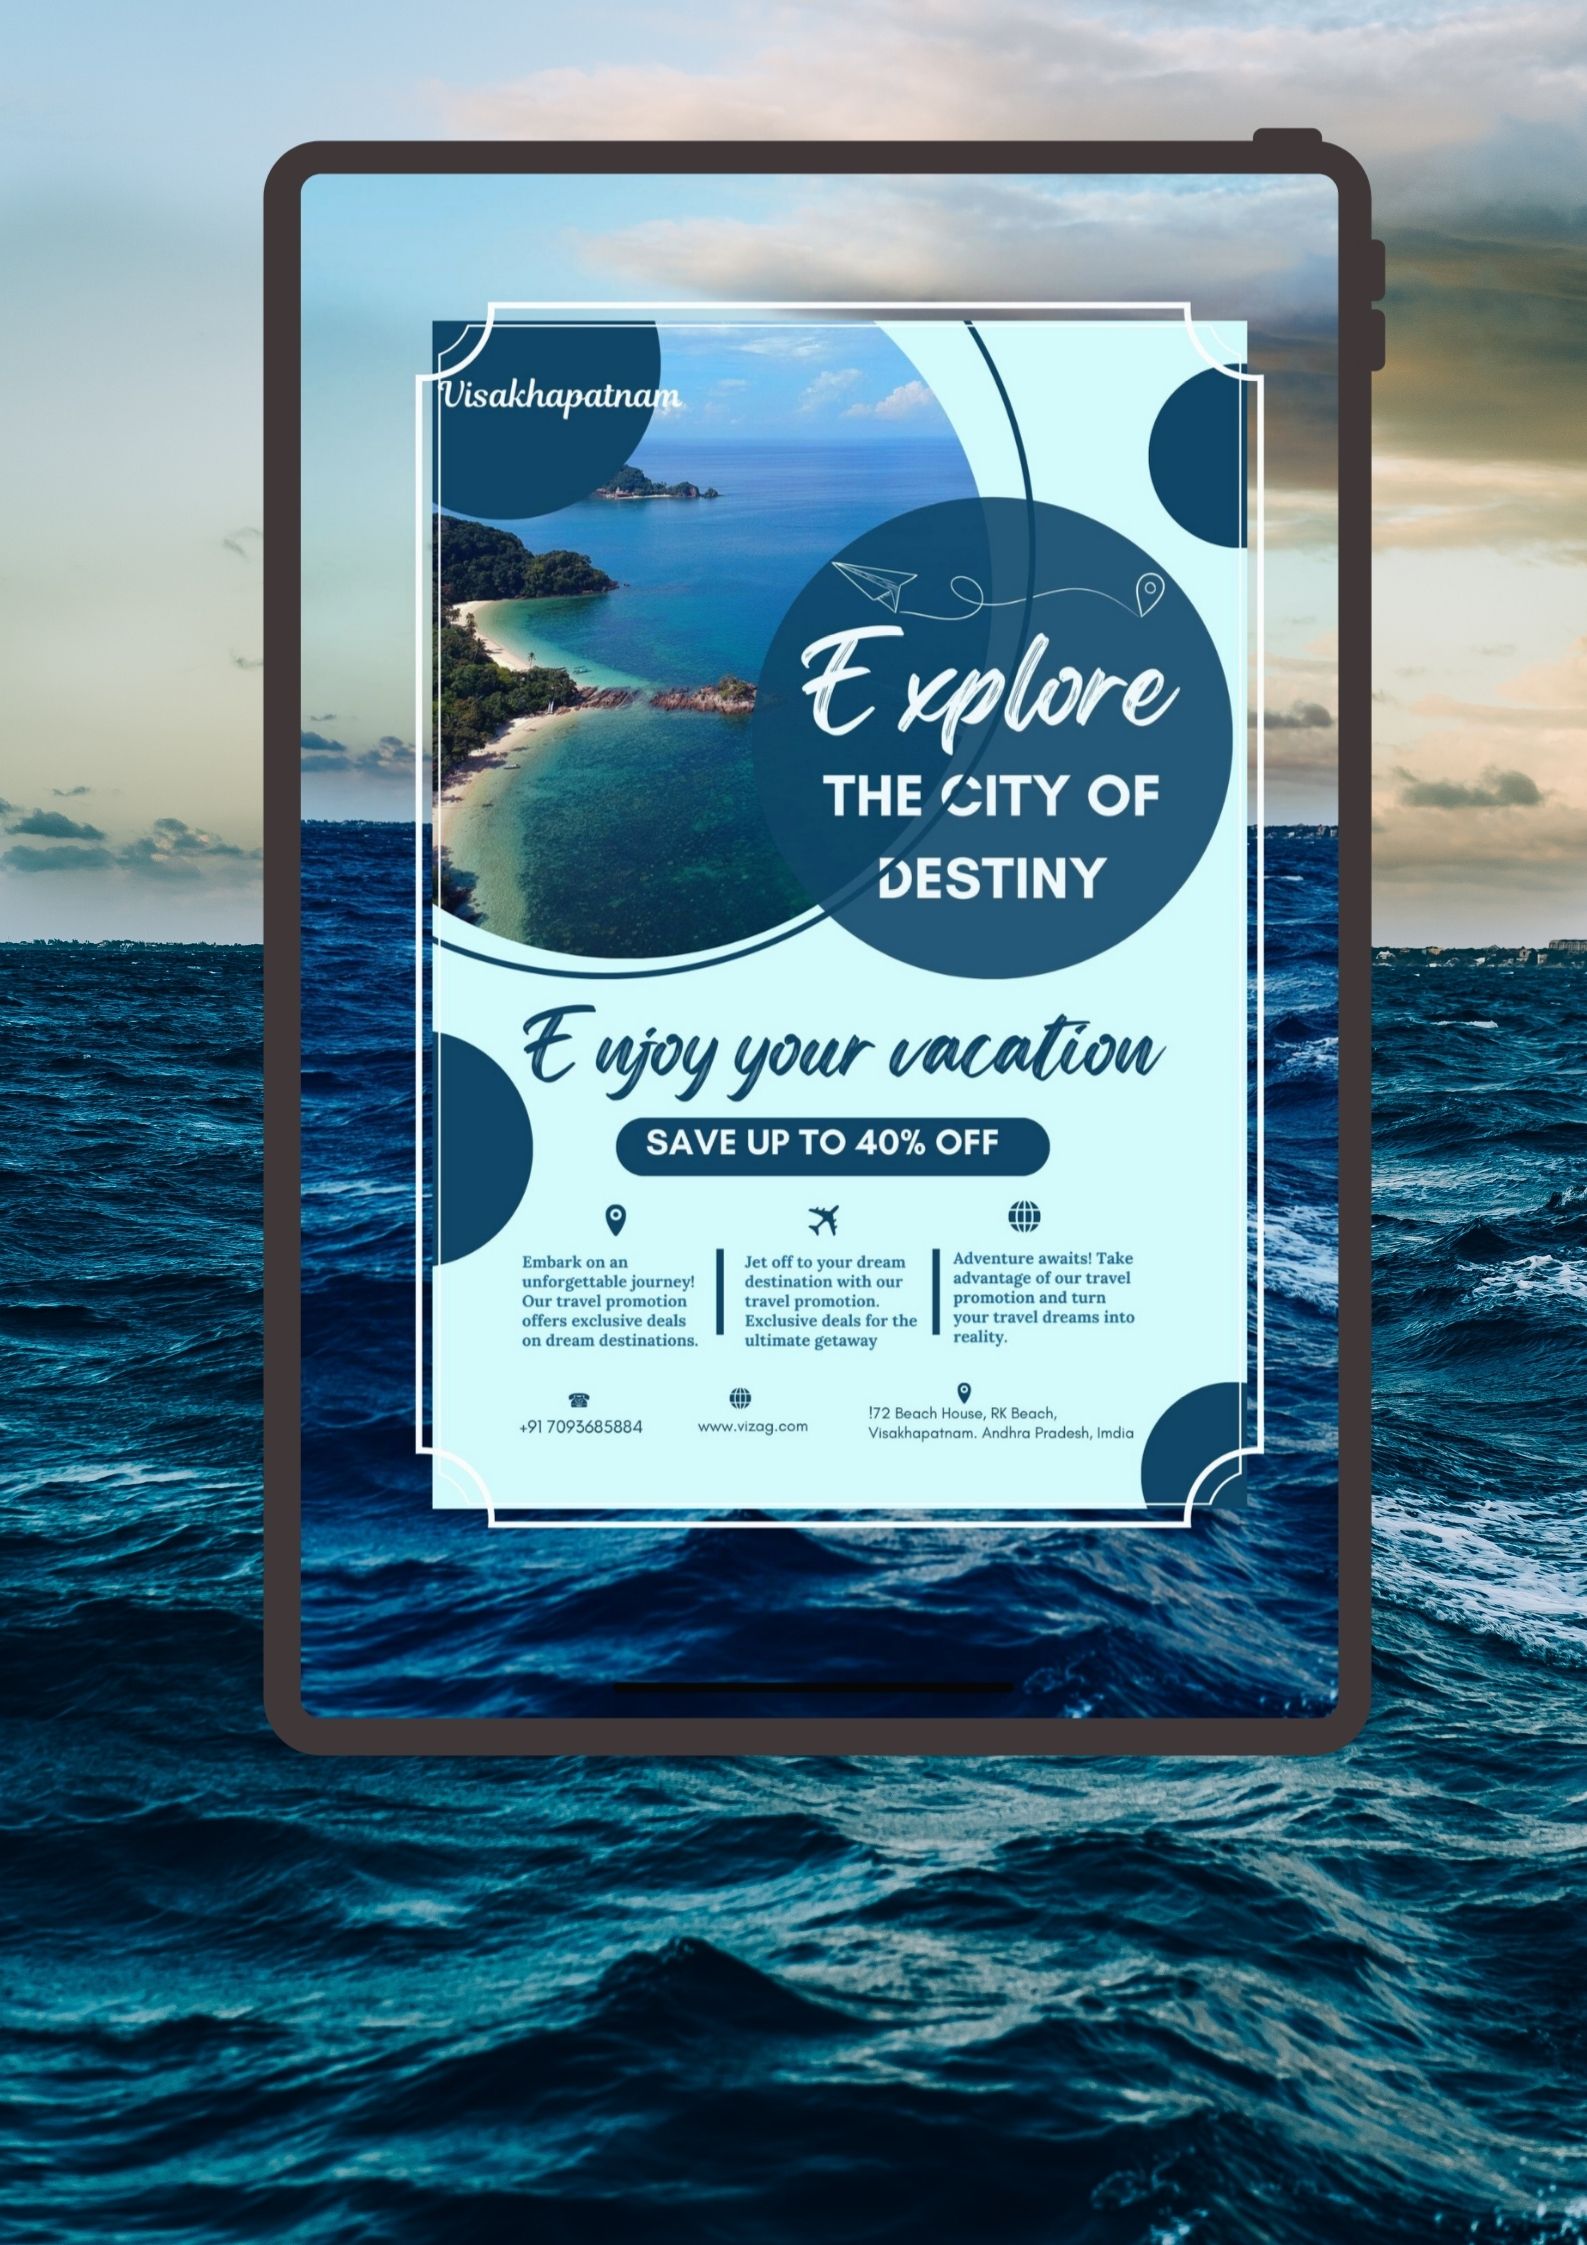 Visakhapatnam
Explore
THE CITY OF
DESTINY
Enjoy your vacation
SAVE UP TO 40% OFF
Embark on an
unforgettable journey!
Our travel promotion
offers exclusive deals
on dream destinations.
Jet off to your dream
destination with our
travel promotion.
Exclusive deals for the
ultimate getaway
Adventure awaits! Take
advantage of our travel
promotion and turn
your travel dreams into
reality.
+91 7093685884
www.vizag.com
!72 Beach House, RK Beach,
Visakhapatnam. Andhra Pradesh, Imdia